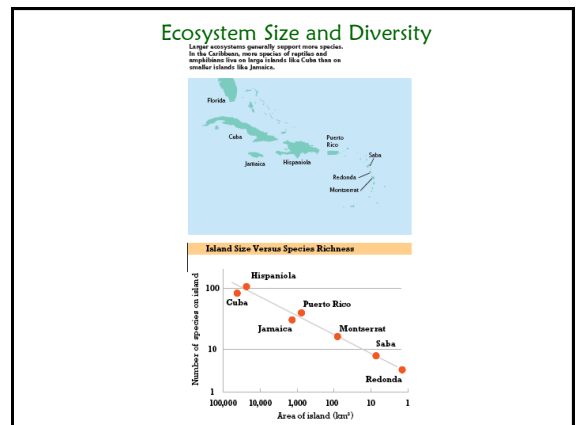 Ecosystem Size and Diversity
Larger ecosystems generally support more species.
In the Caribbean, more species of reptiles and
amphibians live on large islands like Cuba than on
smaller islands like Jamaica.
Florida
Cuba
Jamaica
Hispaniola
Puerto
Rico
Saba
Redonda
Montserrat
Island Size Versus Species Richness
Number of species on island
100
10
1
Hispaniola
Cuba
Puerto Rico
Jamaica
Montserrat
Saba
Redonda
100,000 10,000 1,000 100 10 1
Area of island (km²)